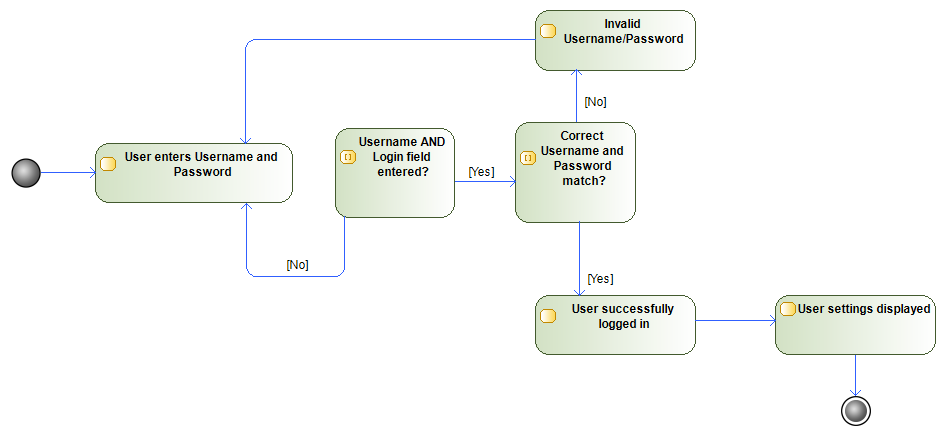 Invalid
Username/Password
[No]
User enters Username and
Password
Username AND
Login field
entered?
[Yes]
Correct
Username and
Password
match?
[No]
[Yes]
User successfully
logged in
User settings displayed